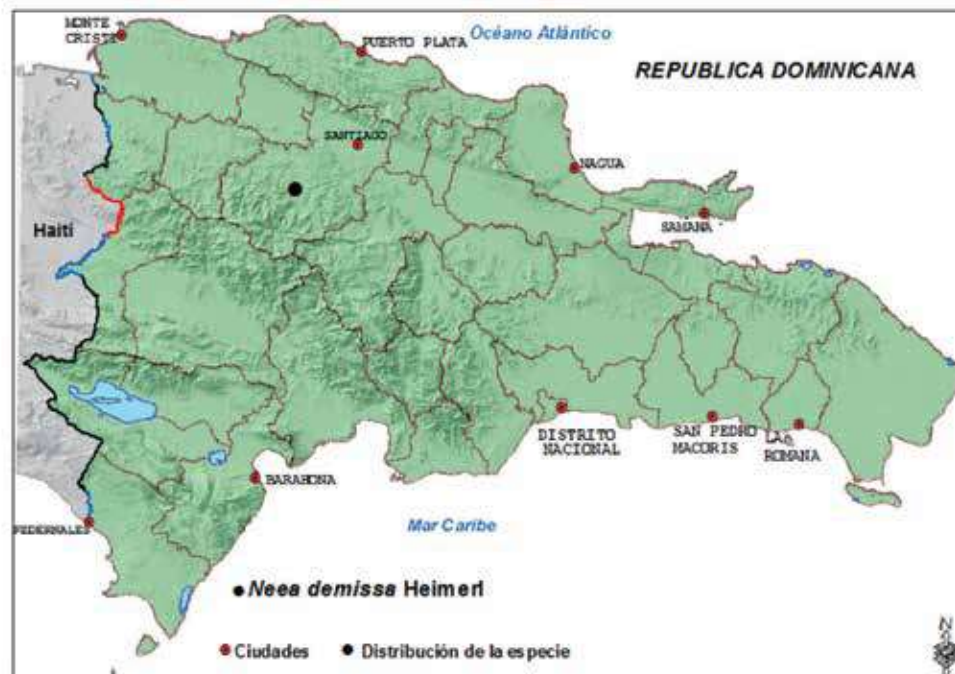 MONTE
CRISTI
PUERTO PLATA
Océano Atlántico
REPUBLICA DOMINICANA
SANTIAGO
NAGUA
SAMANA
Haití
DISTRITO
NACIONAL
SAN PEDRO
MACORIS
LA
ROMANA
BARAHONA
PEDERNALES
Mar Caribe
Neea demissa Heimerl
Ciudades
Distribución de la especie
N